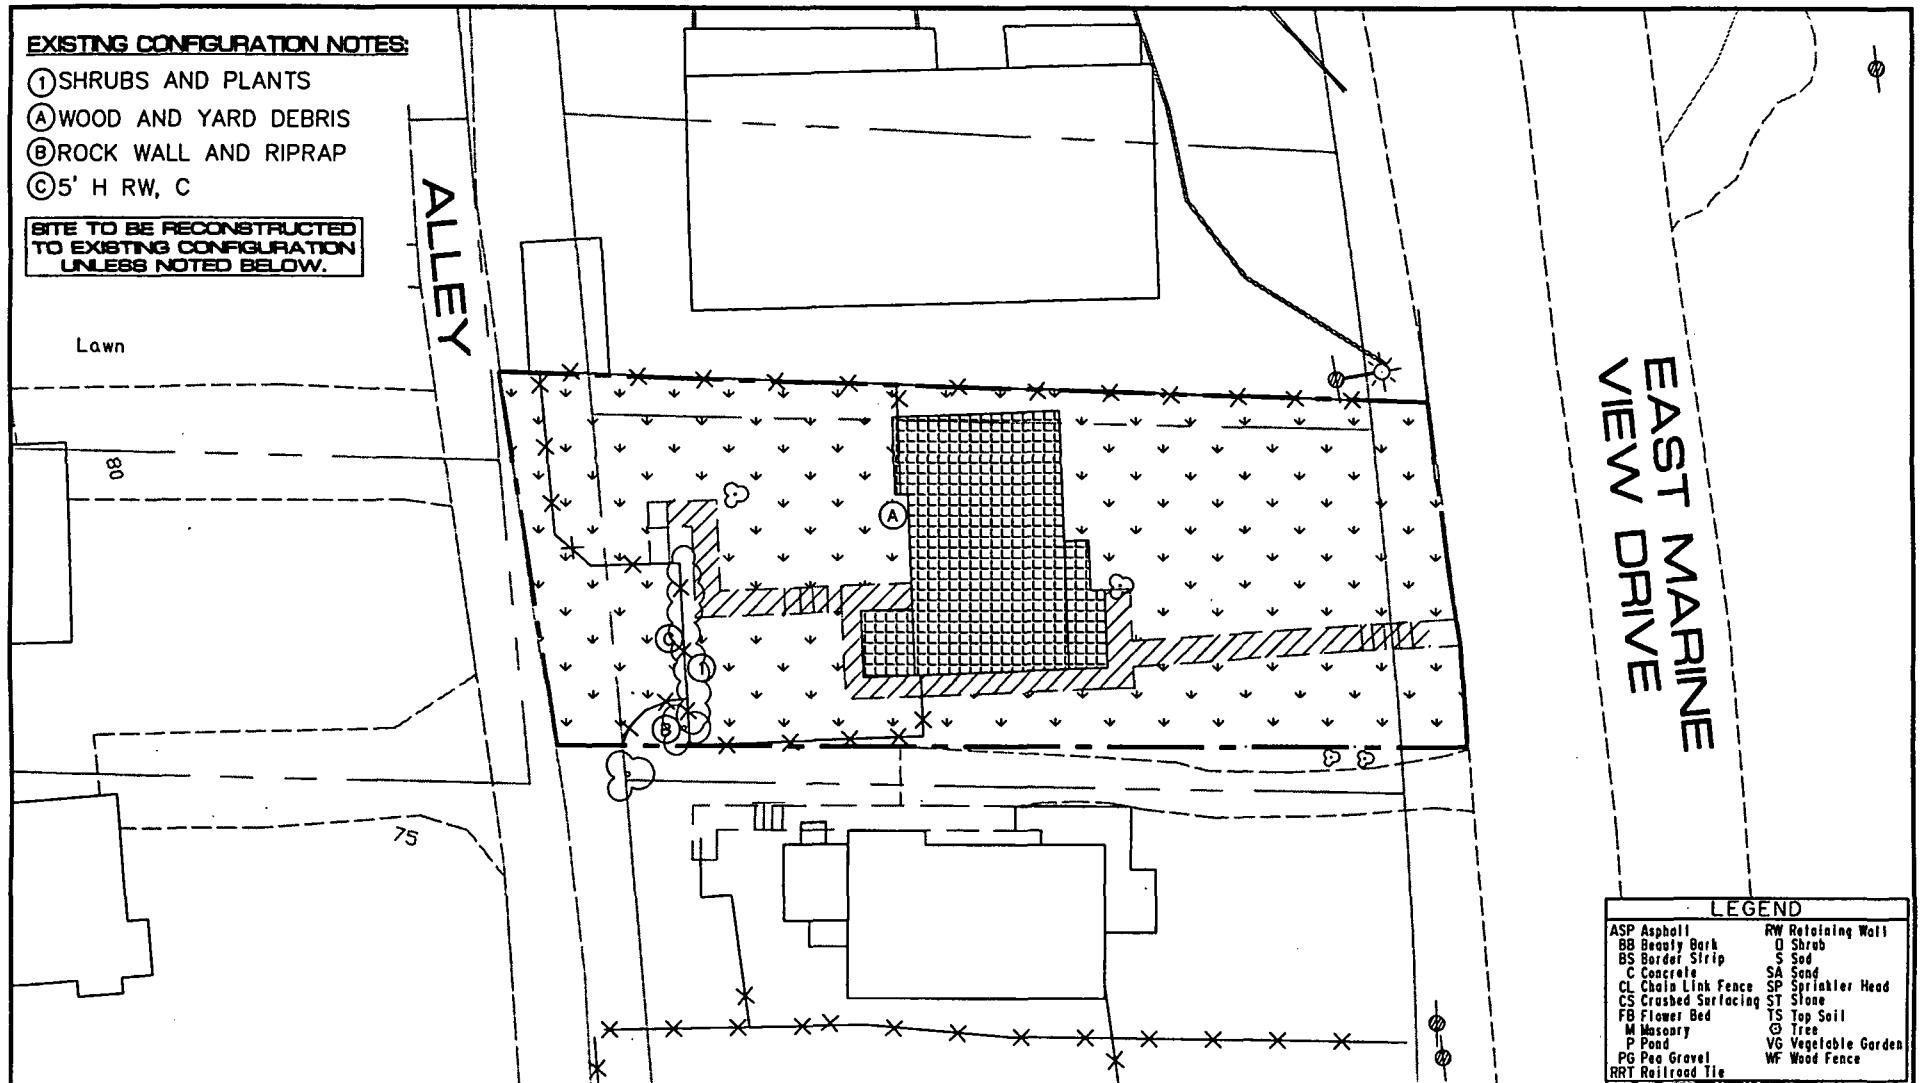 EXISTING CONFIGURATION NOTES:
1 SHRUBS AND PLANTS
A WOOD AND YARD DEBRIS
B ROCK WALL AND RIPRAP
C 5' H RW, C
SITE TO BE RECONSTRUCTED
TO EXISTING CONFIGURATION
UNLESS NOTED BELOW.
ALLEY
Lawn
80
A
C
1
B
75
EAST MARINE
VIEW DRIVE
LEGEND
ASP Asphalt
BB Beauty Bark
BS Border Strip
C Concrete
CL Chain Link Fence
CS Crushed Surfacing
FB Flower Bed
M Masonry
P Pond
PG Pea Gravel
RRT Railroad Tie
RW Retaining Wall
Shrub
S Sod
SA Sand
SP Sprinkler Head
ST Stone
TS Top Soil
Tree
VG Vegetable Garden
WF Wood Fence